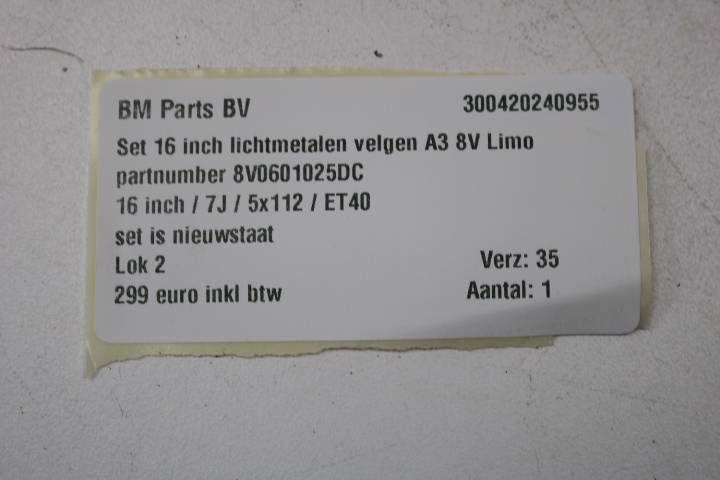 BM Parts BV 300420240955
Set 16 inch lichtmetalen velgen A3 8V Limo
partnumber 8V0601025DC
16 inch / 7J / 5x112 / ET40
set is nieuwstaat
Lok 2 Verz: 35
299 euro inkl btw Aantal: 1